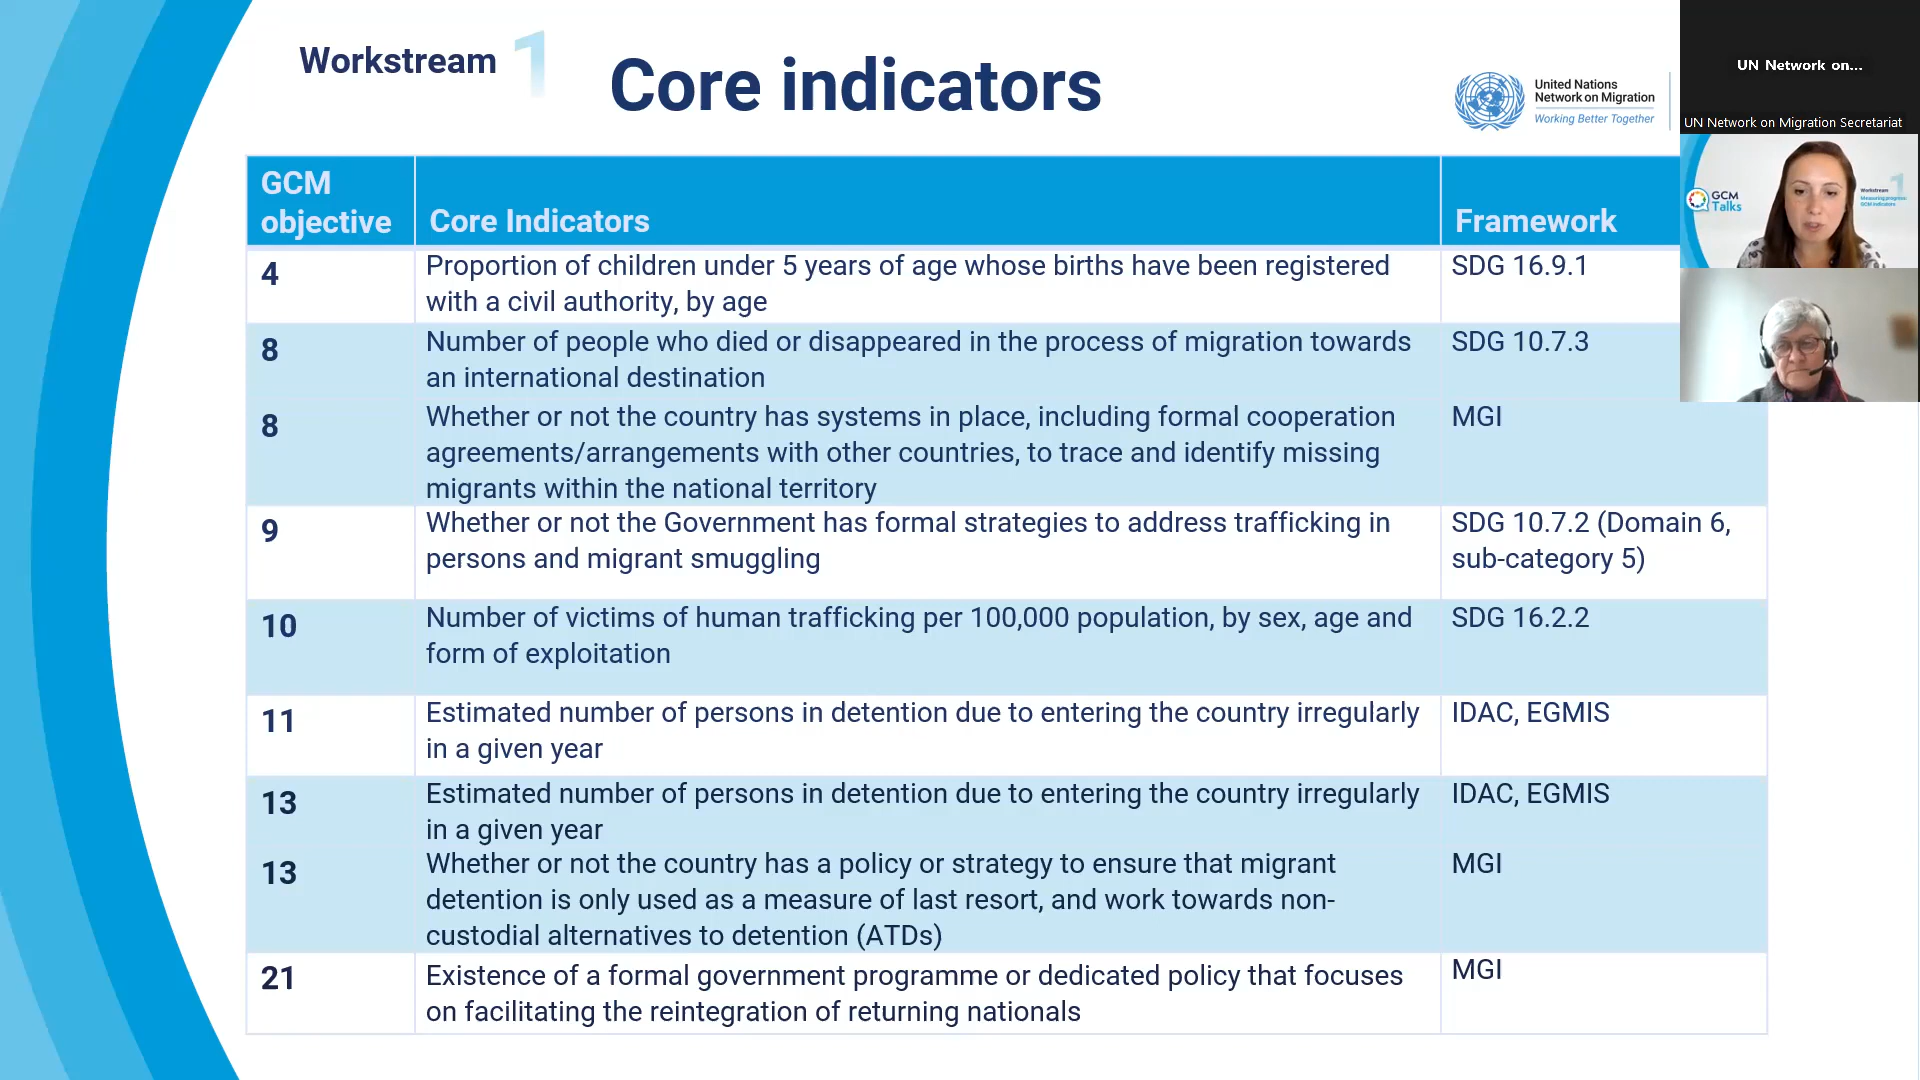 Workstream 1
Core indicators
United Nations
Network on Migration
Working Better Together
UN Network on...
UN Network on Migration Secretariat
GCM
Talks
Workstream 1
Measuring progress:
GCM indicators
GCM objective
Core Indicators
Framework
4
Proportion of children under 5 years of age whose births have been registered
with a civil authority, by age
SDG 16.9.1
8
Number of people who died or disappeared in the process of migration towards
an international destination
SDG 10.7.3
8
Whether or not the country has systems in place, including formal cooperation
agreements/arrangements with other countries, to trace and identify missing
migrants within the national territory
MGI
9
Whether or not the Government has formal strategies to address trafficking in
persons and migrant smuggling
SDG 10.7.2 (Domain 6,
sub-category 5)
10
Number of victims of human trafficking per 100,000 population, by sex, age and
form of exploitation
SDG 16.2.2
11
Estimated number of persons in detention due to entering the country irregularly
in a given year
IDAC, EGMIS
13
Estimated number of persons in detention due to entering the country irregularly
in a given year
IDAC, EGMIS
13
Whether or not the country has a policy or strategy to ensure that migrant
detention is only used as a measure of last resort, and work towards non-
custodial alternatives to detention (ATDs)
MGI
21
Existence of a formal government programme or dedicated policy that focuses
on facilitating the reintegration of returning nationals
MGI